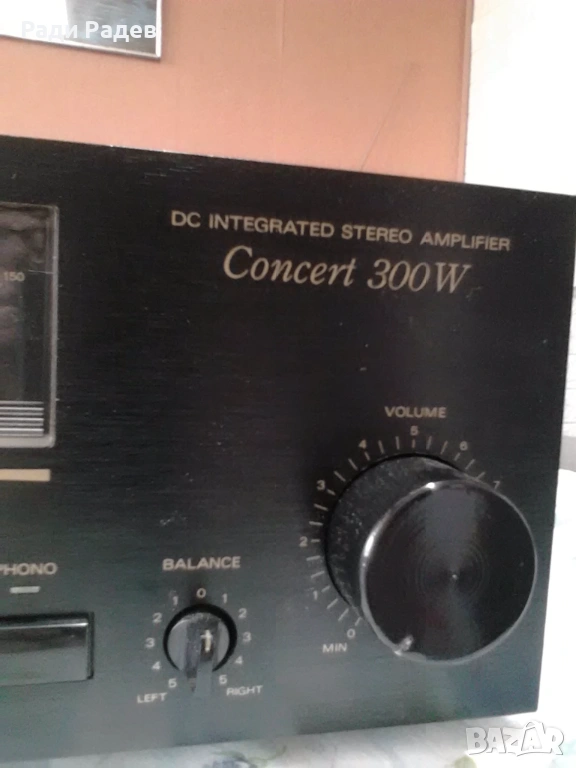 Ради Радев
DC INTEGRATED STEREO AMPLIFIER
Concert 300W
150
VOLUME
0 1 2 3 4 5 6 7
MIN
PHONO
BALANCE
5 4 3 2 1 0 1 2 3 4 5
LEFT RIGHT
BAZAR